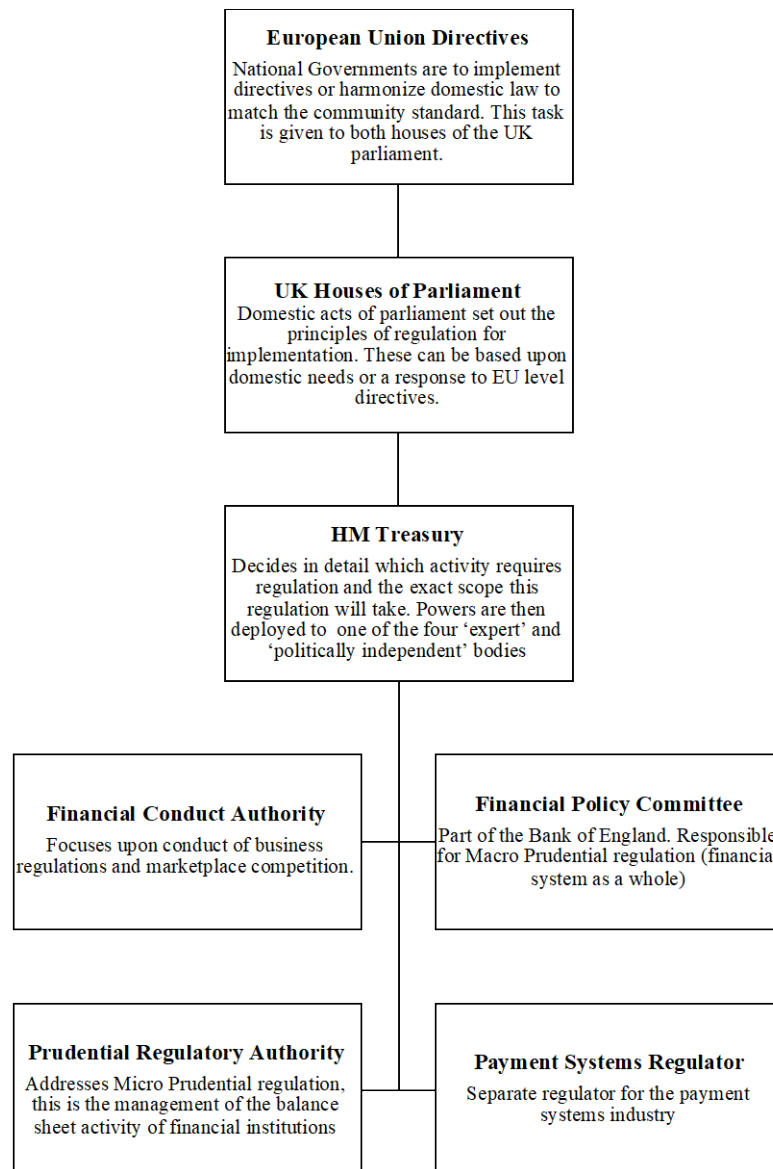 European Union Directives
National Governments are to implement
directives or harmonize domestic law to
match the community standard. This task
is given to both houses of the UK
parliament.
UK Houses of Parliament
Domestic acts of parliament set out the
principles of regulation for
implementation. These can be based upon
domestic needs or a response to EU level
directives.
HM Treasury
Decides in detail which activity requires
regulation and the exact scope this
regulation will take. Powers are then
deployed to one of the four ‘expert’ and
‘politically independent’ bodies
Financial Conduct Authority
Focuses upon conduct of business
regulations and marketplace competition.
Financial Policy Committee
Part of the Bank of England. Responsible
for Macro Prudential regulation (financial
system as a whole)
Prudential Regulatory Authority
Addresses Micro Prudential regulation,
this is the management of the balance
sheet activity of financial institutions
Payment Systems Regulator
Separate regulator for the payment
systems industry